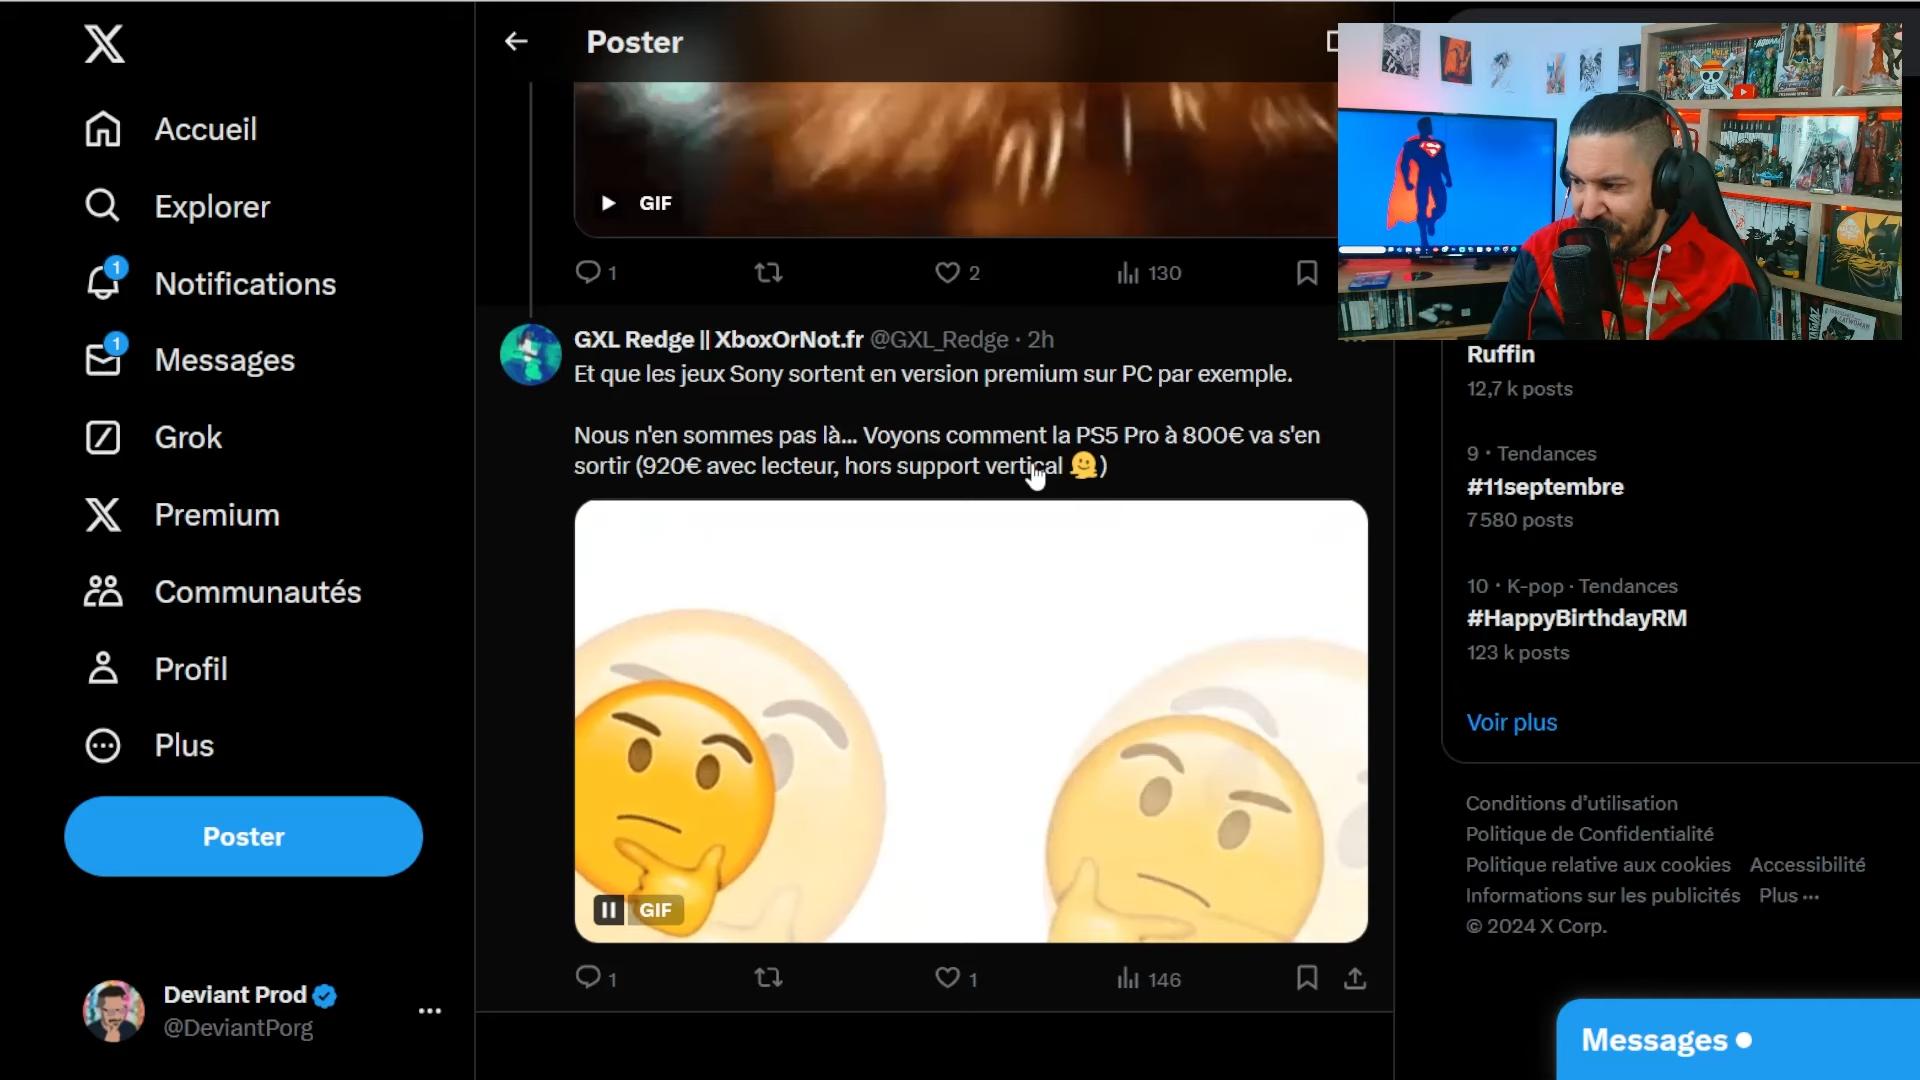 Accueil
Explorer
1
Notifications
1
Messages
Grok
Premium
Communautés
Profil
Plus
Poster
Deviant Prod
@DeviantPorg
Poster
GIF
1
2
130
GXL Redge || XboxOrNot.fr @GXL_Redge · 2h
Et que les jeux Sony sortent en version premium sur PC par exemple.
Nous n'en sommes pas là... Voyons comment la PS5 Pro à 800€ va s'en
sortir (920€ avec lecteur, hors support vertical 🫠)
GIF
1
1
146
Ruffin
12,7 k posts
9 · Tendances
#11septembre
7 580 posts
10 · K-pop · Tendances
#HappyBirthdayRM
123 k posts
Voir plus
Conditions d’utilisation
Politique de Confidentialité
Politique relative aux cookies Accessibilité
Informations sur les publicités Plus ···
© 2024 X Corp.
Messages